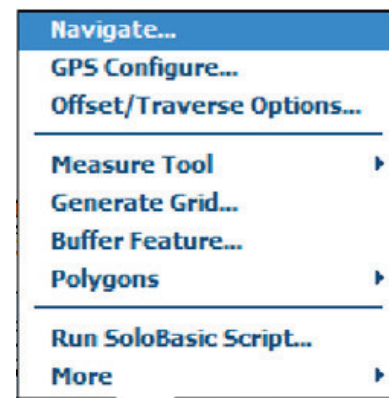 Navigate...
GPS Configure...
Offset/Traverse Options...
Measure Tool
Generate Grid...
Buffer Feature...
Polygons
Run SoloBasic Script...
More